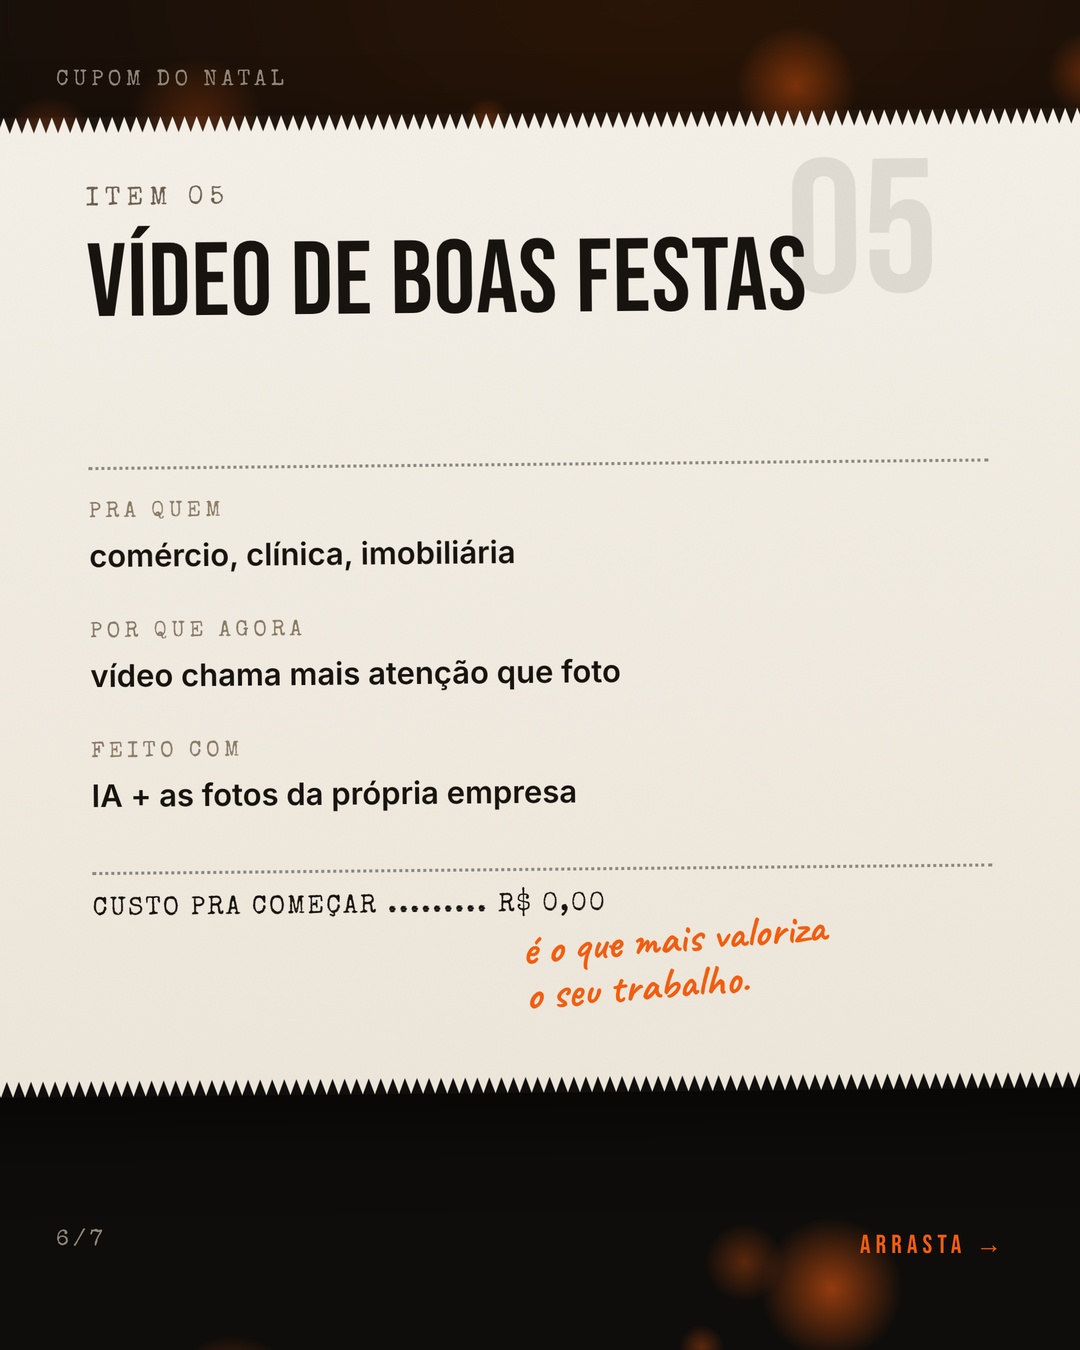 CUPOM DO NATAL
05
ITEM 05
VÍDEO DE BOAS FESTAS
PRA QUEM
comércio, clínica, imobiliária
POR QUE AGORA
vídeo chama mais atenção que foto
FEITO COM
IA + as fotos da própria empresa
CUSTO PRA COMEÇAR ......... R$ 0,00
é o que mais valoriza
o seu trabalho.
6/7
ARRASTA →